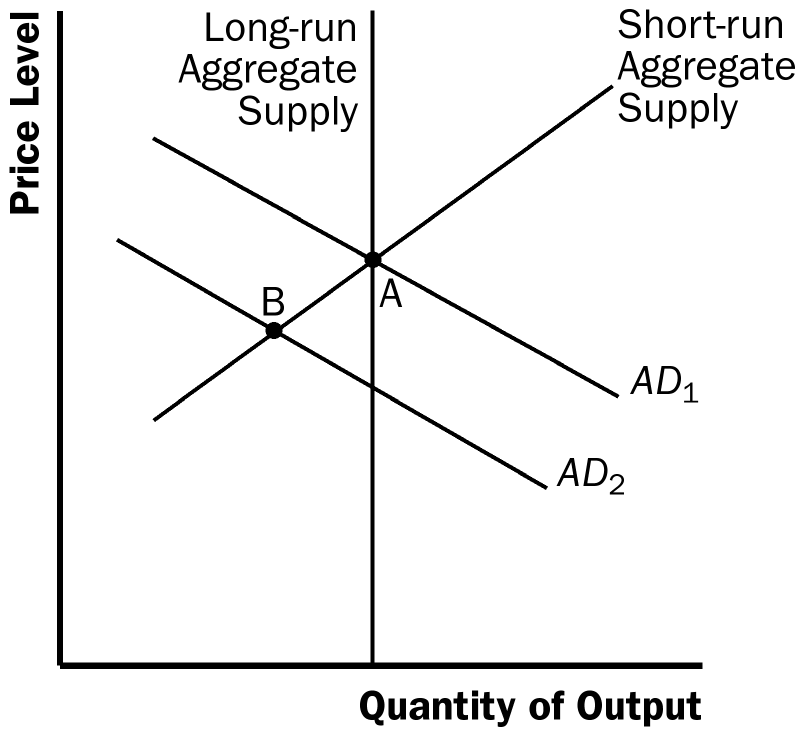 Price Level
Long-run
Aggregate
Supply
Short-run
Aggregate
Supply
A
B
AD₁
AD₂
Quantity of Output